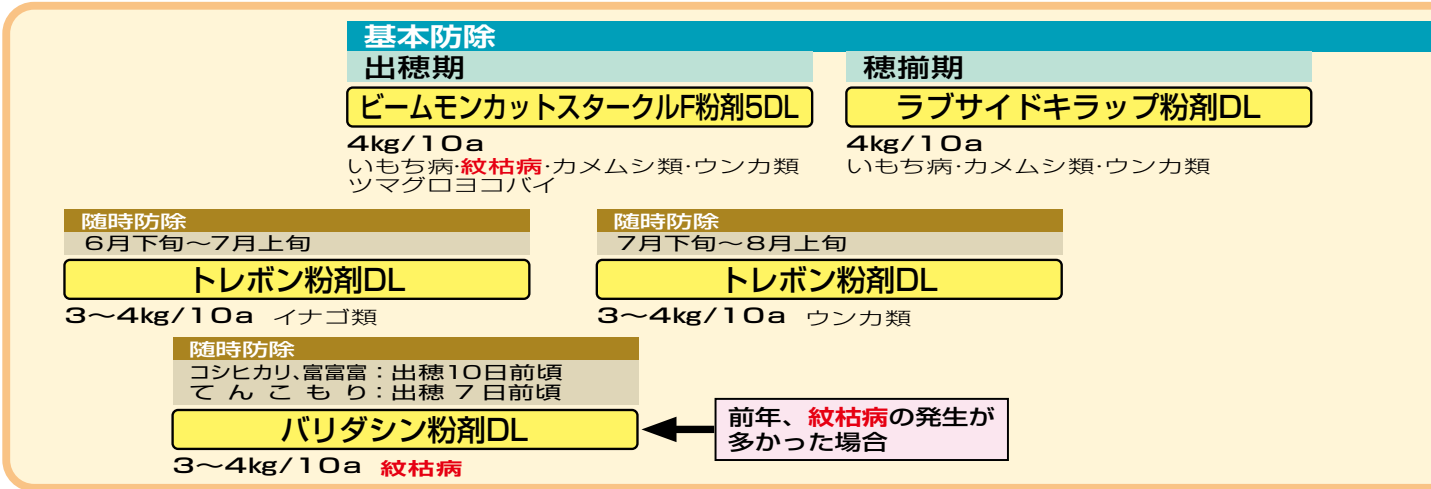 基本防除
出穂期
穂揃期
ビームモンカットスタークルF粉剤5DL
ラブサイドキラップ粉剤DL
4kg/10a
いもち病·紋枯病·カメムシ類·ウンカ類
ツマグロヨコバイ
4kg/10a
いもち病·カメムシ類·ウンカ類
随時防除
6月下旬〜7月上旬
トレボン粉剤DL
3〜4kg/10a イナゴ類
随時防除
7月下旬〜8月上旬
トレボン粉剤DL
3〜4kg/10a ウンカ類
随時防除
コシヒカリ、富富富：出穂10日前頃
てんこもり：出穂7日前頃
バリダシン粉剤DL
3〜4kg/10a 紋枯病
前年、紋枯病の発生が
多かった場合